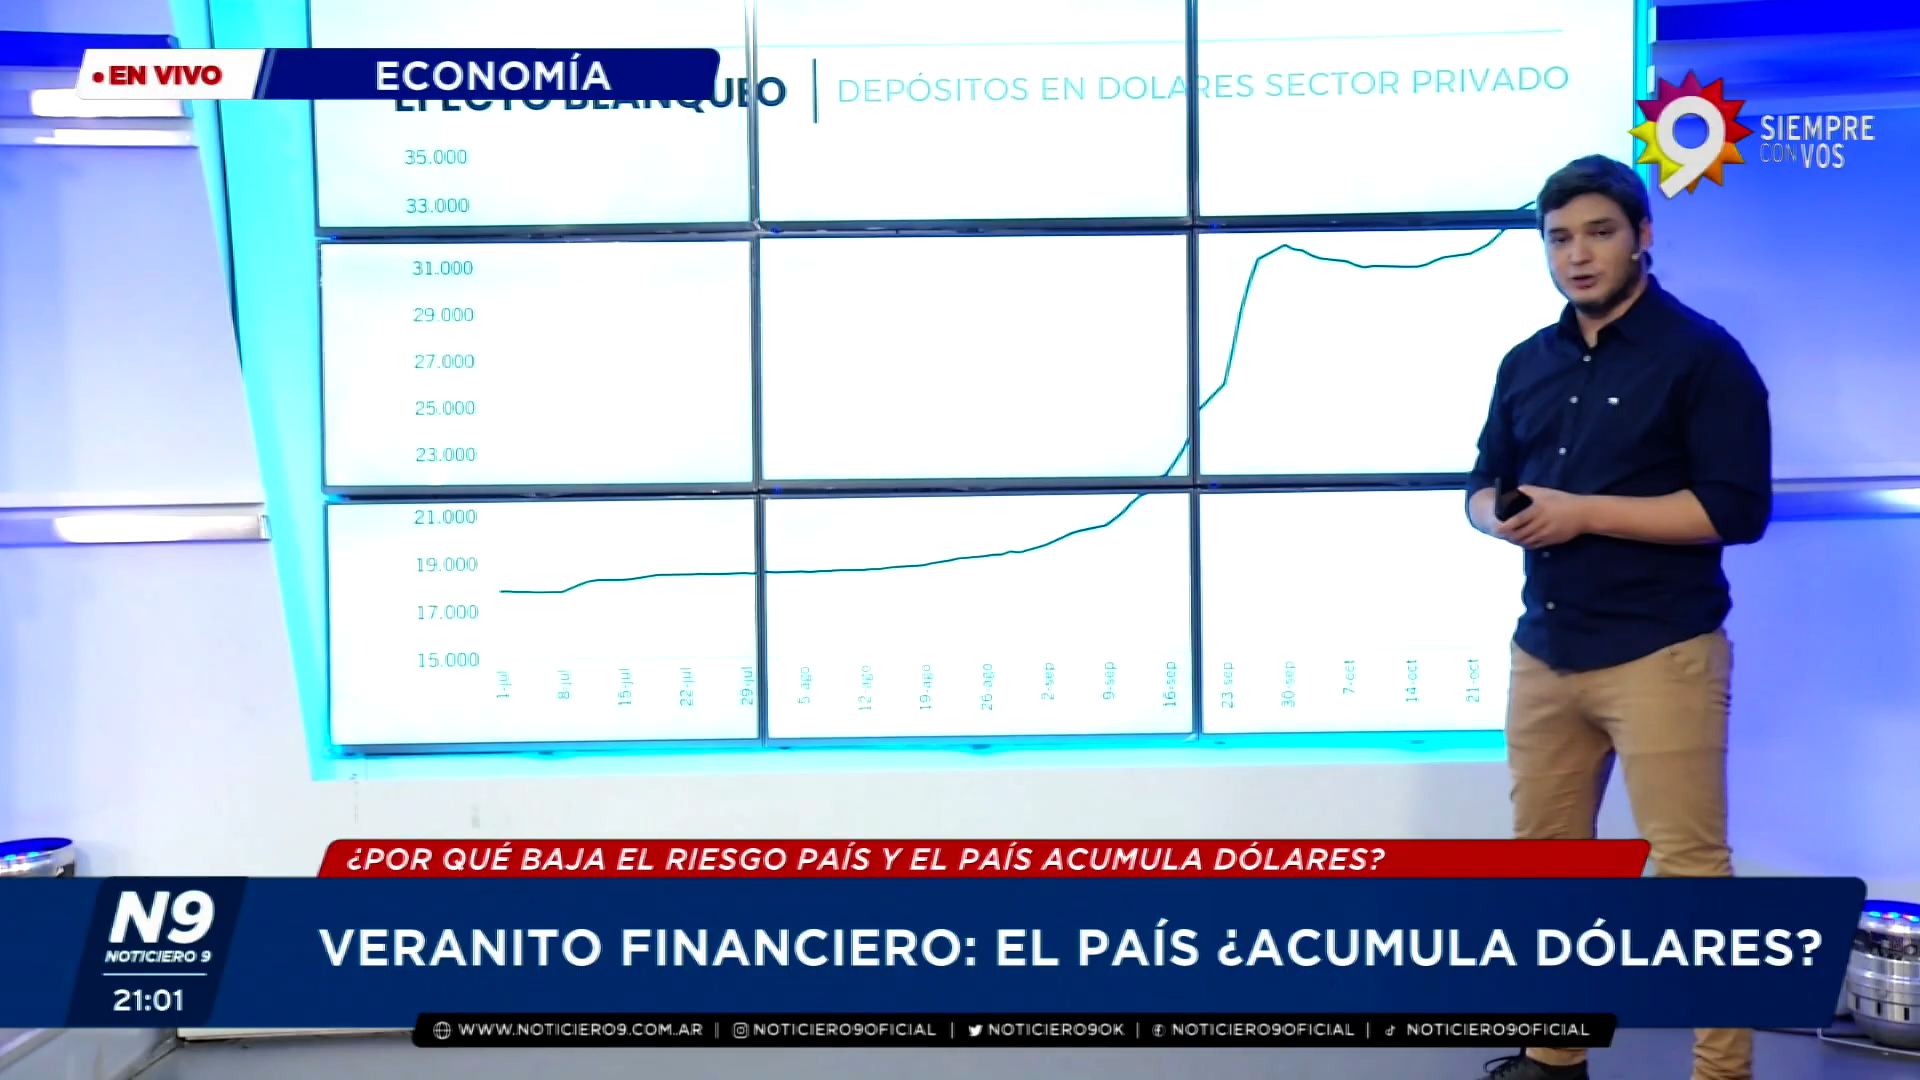 EN VIVO
ECONOMÍA
EFECTO BLANQUEO
DEPÓSITOS EN DOLARES SECTOR PRIVADO
9
SIEMPRE
CON VOS
35.000
33.000
31.000
29.000
27.000
25.000
23.000
21.000
19.000
17.000
15.000
1-jul
8-jul
15-jul
22-jul
29-jul
5-ago
12-ago
19-ago
26-ago
2-sep
9-sep
16-sep
23-sep
30-sep
7-oct
14-oct
21-oct
¿POR QUÉ BAJA EL RIESGO PAÍS Y EL PAÍS ACUMULA DÓLARES?
N9
NOTICIERO 9
21:01
VERANITO FINANCIERO: EL PAÍS ¿ACUMULA DÓLARES?
WWW.NOTICIERO9.COM.AR | NOTICIERO9OFICIAL | NOTICIERO9OK | NOTICIERO9OFICIAL | NOTICIERO9OFICIAL